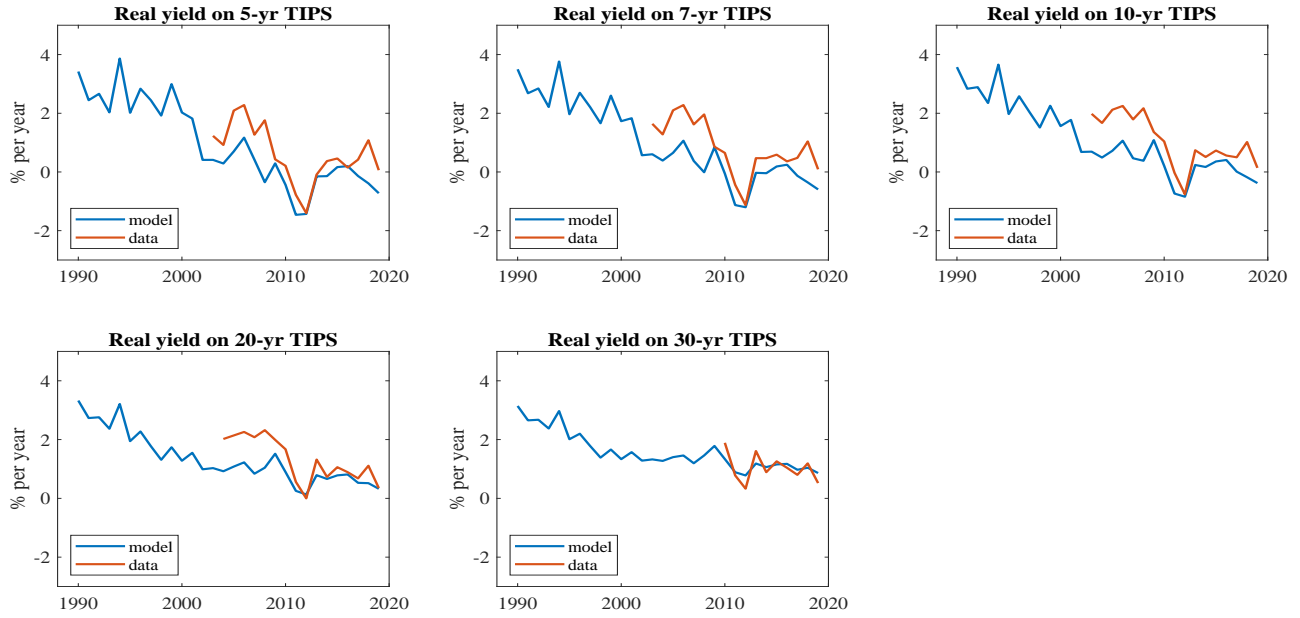 Real yield on 5-yr TIPS
% per year
4
2
0
-2
model
data
1990 2000 2010 2020
Real yield on 7-yr TIPS
% per year
4
2
0
-2
model
data
1990 2000 2010 2020
Real yield on 10-yr TIPS
% per year
4
2
0
-2
model
data
1990 2000 2010 2020
Real yield on 20-yr TIPS
% per year
4
2
0
-2
model
data
1990 2000 2010 2020
Real yield on 30-yr TIPS
% per year
4
2
0
-2
model
data
1990 2000 2010 2020